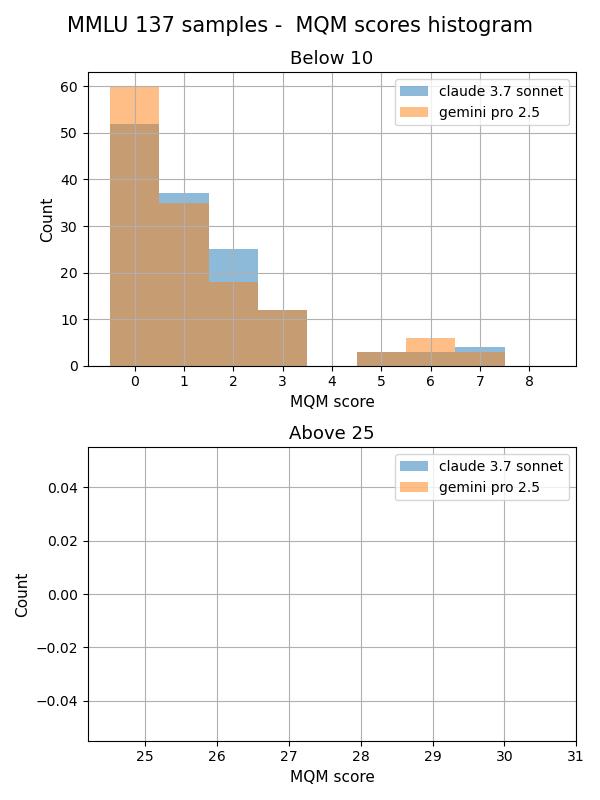 MMLU 137 samples -  MQM scores histogram
Below 10
claude 3.7 sonnet
gemini pro 2.5
60
50
40
30
20
10
0
Count
0 1 2 3 4 5 6 7 8
MQM score
Above 25
claude 3.7 sonnet
gemini pro 2.5
0.04
0.02
0.00
−0.02
−0.04
Count
25 26 27 28 29 30 31
MQM score